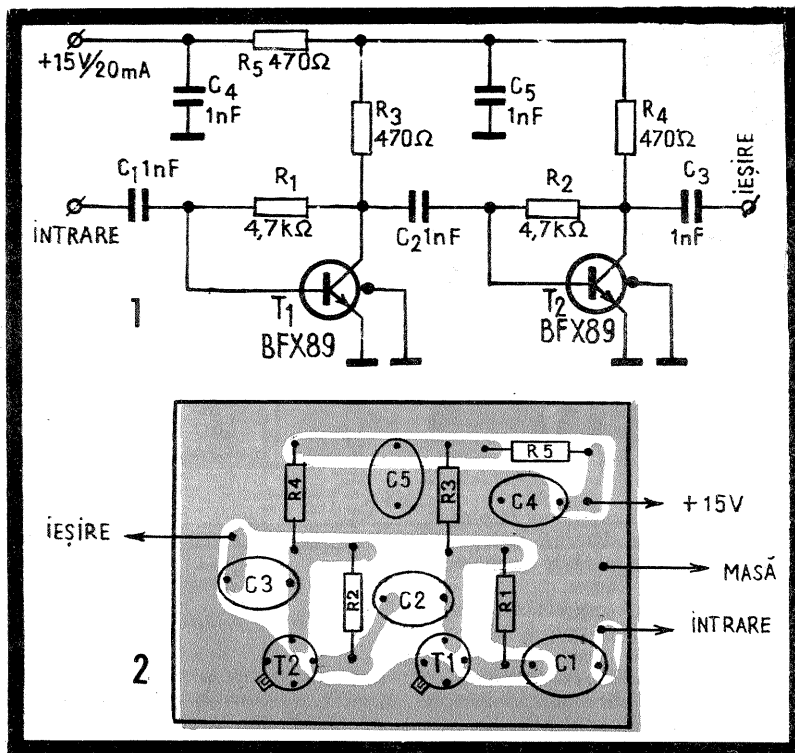 +15V/20mA
R5 470Ω
C4
1nF
C5
1nF
R3
470Ω
R4
470Ω
C1 1nF
R1
4,7kΩ
C2 1nF
R2
4,7kΩ
C3
1nF
IEȘIRE
INTRARE
T1
BFX89
T2
BFX89
1
R5
R4
C5
R3
C4
+15V
IEȘIRE
MASĂ
C3
R2
C2
R1
INTRARE
T2
T1
C1
2